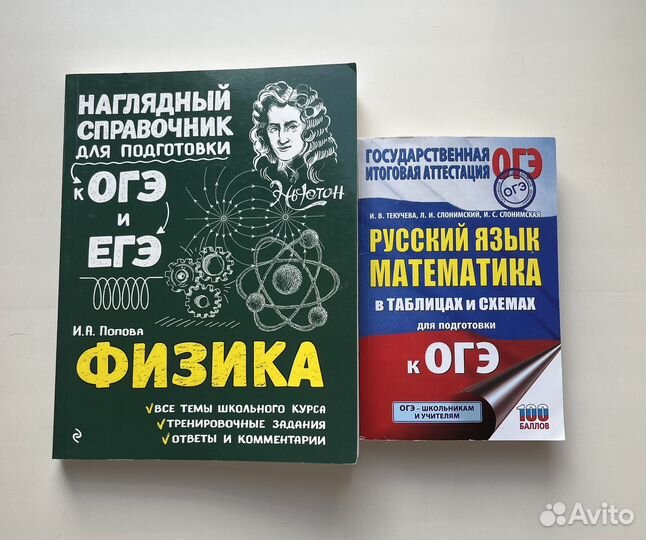 НАГЛЯДНЫЙ
СПРАВОЧНИК
ДЛЯ ПОДГОТОВКИ
К ОГЭ
И
ЕГЭ
Ньютон
И.А. Попова
ФИЗИКА
ВСЕ ТЕМЫ ШКОЛЬНОГО КУРСА
ТРЕНИРОВОЧНЫЕ ЗАДАНИЯ
ОТВЕТЫ И КОММЕНТАРИИ
ГОСУДАРСТВЕННАЯ
ИТОГОВАЯ АТТЕСТАЦИЯ
ОГЭ
ОГЭ
И. В. ТЕКУЧЕВА, Л. И. СЛОНИМСКИЙ, И. С. СЛОНИМСКАЯ
РУССКИЙ ЯЗЫК
МАТЕМАТИКА
В ТАБЛИЦАХ И СХЕМАХ
для подготовки
к ОГЭ
ОГЭ – ШКОЛЬНИКАМ
И УЧИТЕЛЯМ
100
БАЛЛОВ
Avito